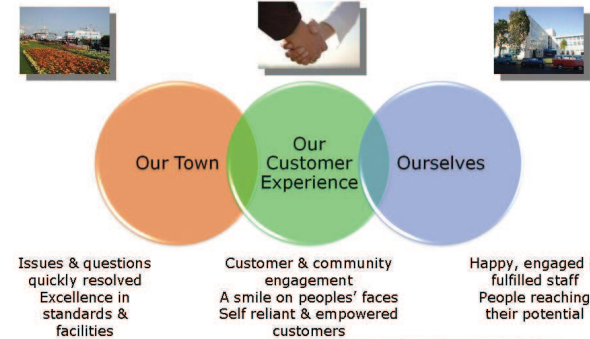 Our Town
Our
Customer
Experience
Ourselves
Issues & questions
quickly resolved
Excellence in
standards &
facilities
Customer & community
engagement
A smile on peoples' faces
Self reliant & empowered
customers
Happy, engaged
fulfilled staff
People reaching
their potential